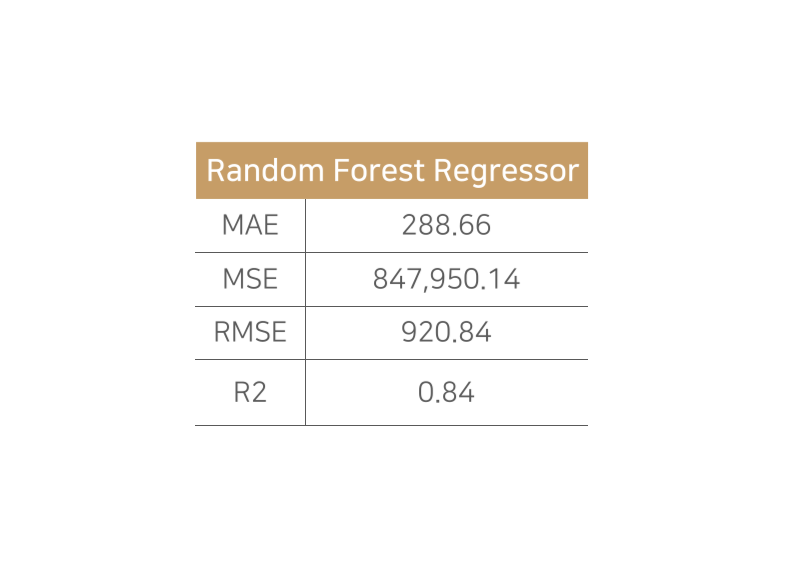 Random Forest Regressor
MAE 288.66
MSE 847,950.14
RMSE 920.84
R2 0.84